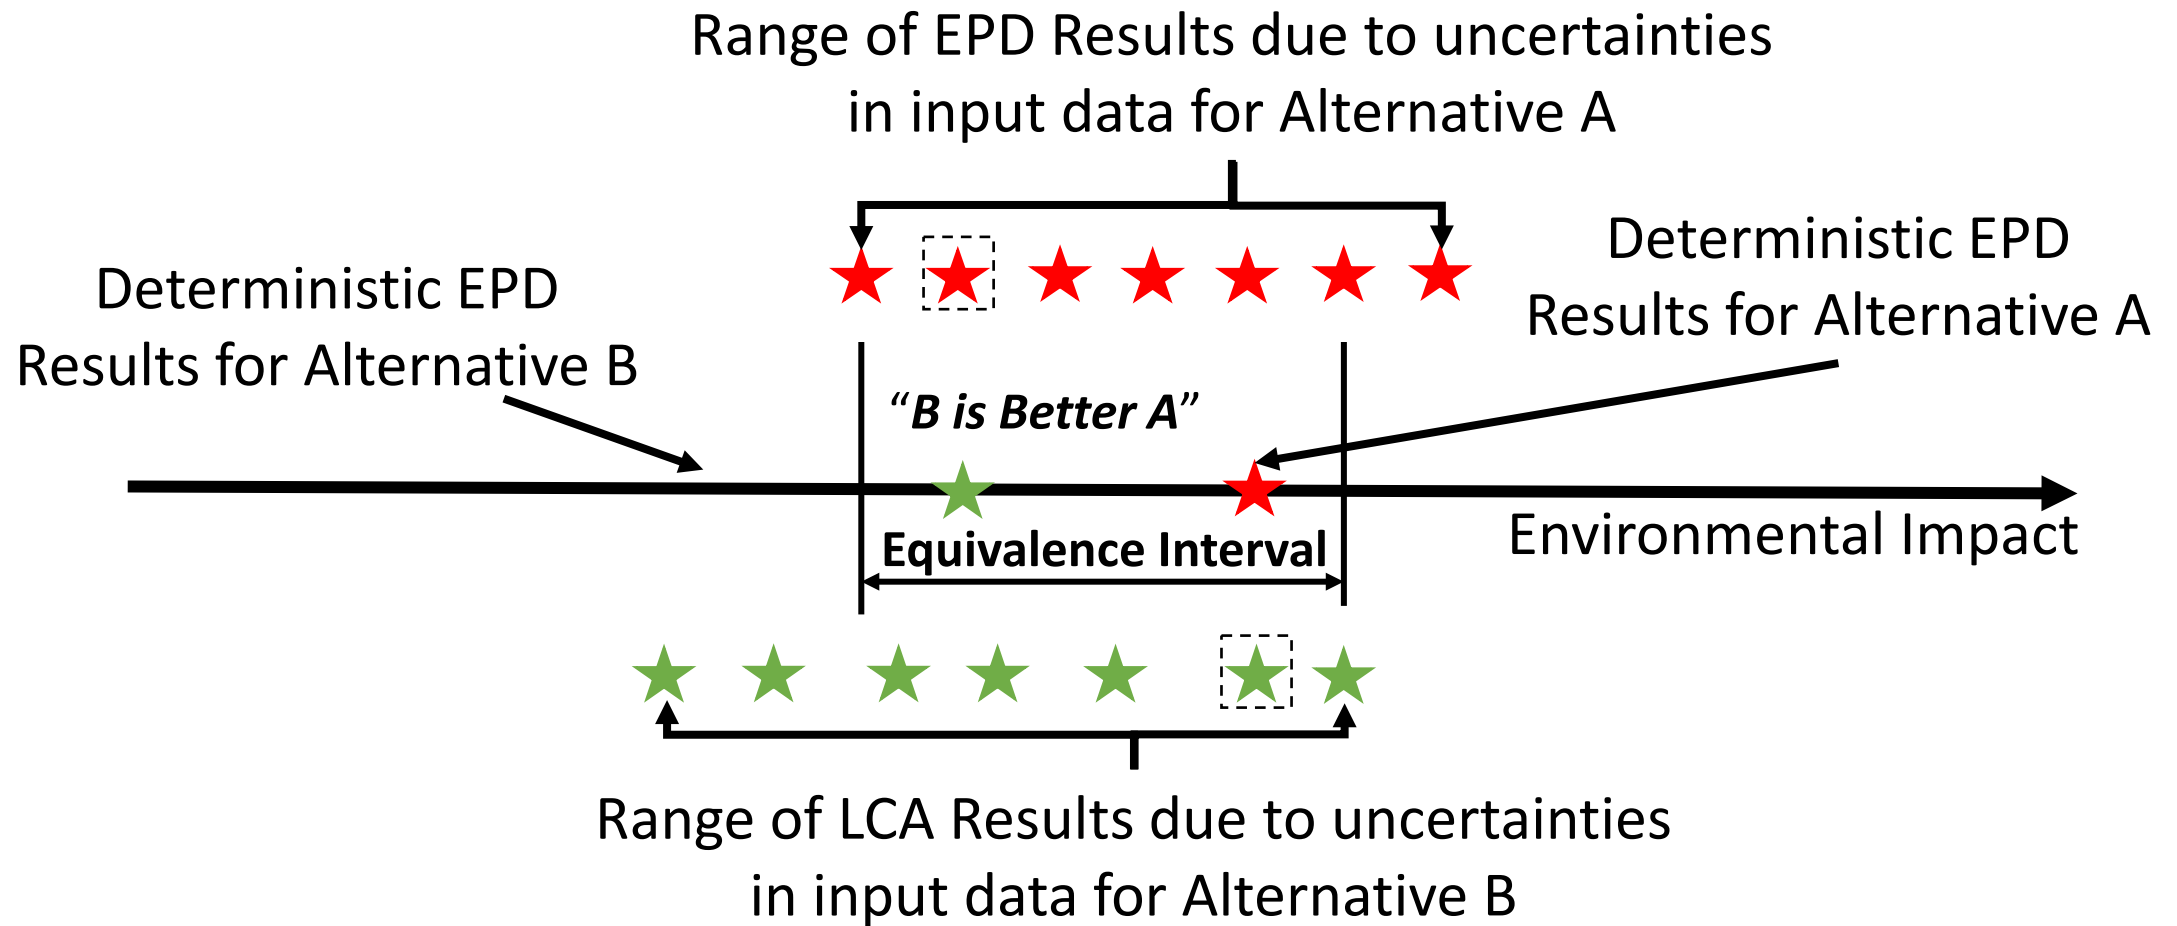 Range of EPD Results due to uncertainties
in input data for Alternative A
Deterministic EPD
Results for Alternative B
Deterministic EPD
Results for Alternative A
“B is Better A”
Equivalence Interval
Environmental Impact
Range of LCA Results due to uncertainties
in input data for Alternative B